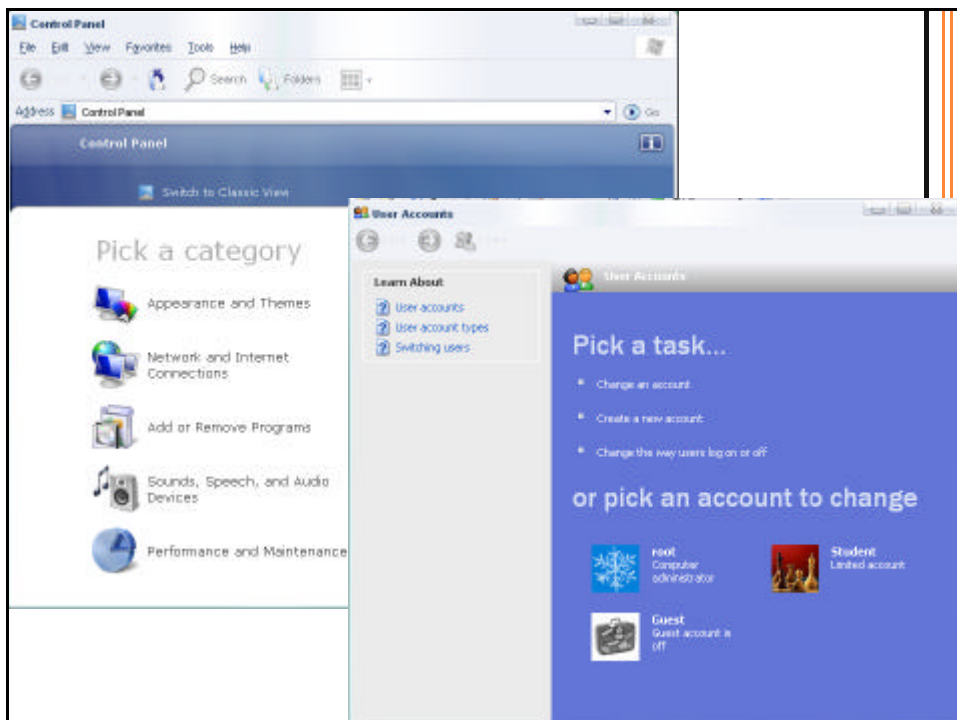 Control Panel
File Edit View Favorites Tools Help
Search Folders
Address Control Panel Go
Control Panel
Switch to Classic View
Pick a category
Appearance and Themes
Network and Internet
Connections
Add or Remove Programs
Sounds, Speech, and Audio
Devices
Performance and Maintenance
User Accounts
Learn About
User accounts
User account types
Switching users
User Accounts
Pick a task...
Change an account
Create a new account
Change the way users log on or off
or pick an account to change
root
Computer
administrator
Student
Limited account
Guest
Guest account is
off